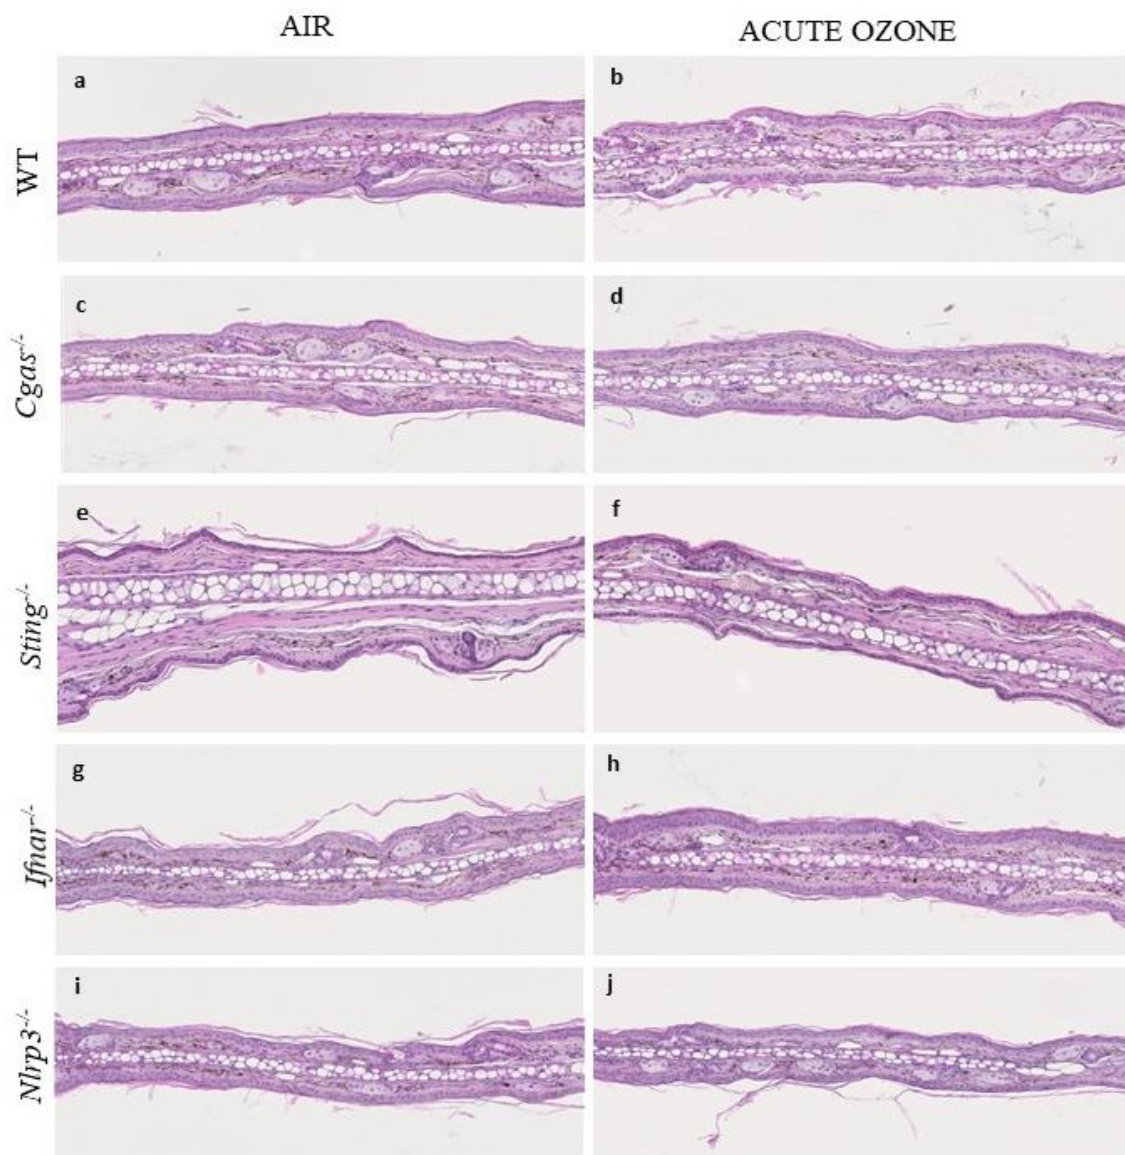 AIR ACUTE OZONE
WT a b
Cgas-/- c d
Sting-/- e f
Ifnar-/- g h
Nlrp3-/- i j